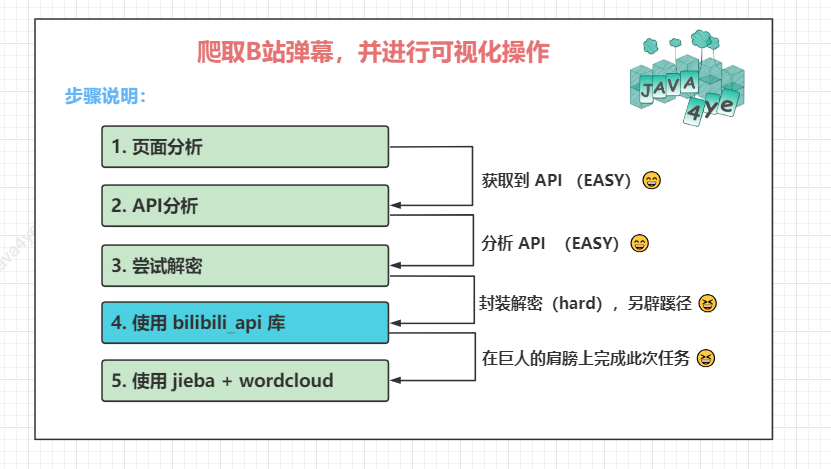 爬取B站弹幕，并进行可视化操作
JAVA
4ye
步骤说明：
1. 页面分析
获取到 API （EASY）
2. API分析
分析 API （EASY）
3. 尝试解密
封装解密（hard），另辟蹊径
4. 使用 bilibili_api 库
在巨人的肩膀上完成此次任务
5. 使用 jieba + wordcloud